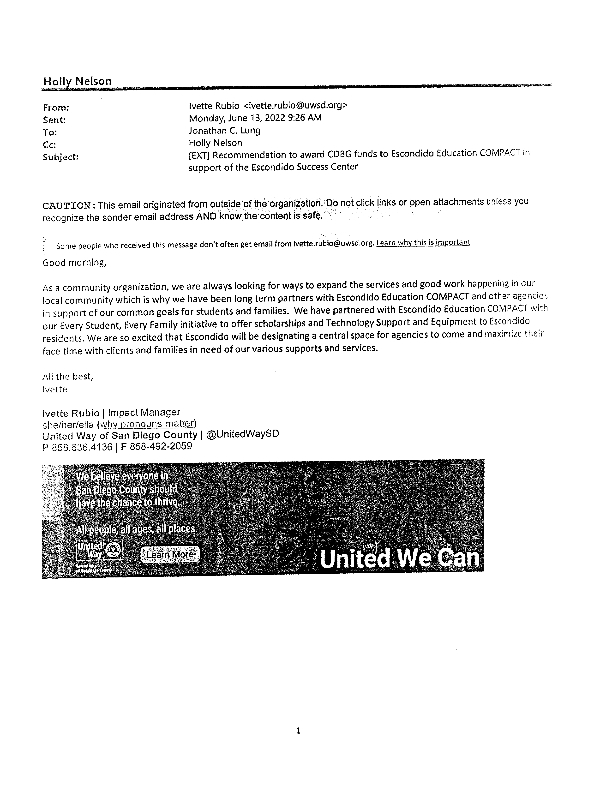 Holly Nelson
From: Ivette Rubio <ivette.rubio@uwsd.org>
Sent: Monday, June 13, 2022 9:26 AM
To: Jonathan C. Lung
Cc: Holly Nelson
Subject: [EXT] Recommendation to award CDBG funds to Escondido Education COMPACT in
support of the Escondido Success Center
CAUTION: This email originated from outside of the organization. Do not click links or open attachments unless you
recognize the sender email address AND know the content is safe.
Some people who received this message don't often get email from ivette.rubio@uwsd.org. Learn why this is important
Good morning,
As a community organization, we are always looking for ways to expand the services and good work happening in our
local community which is why we have been long term partners with Escondido Education COMPACT and other agencies
in support of our common goals for students and families. We have partnered with Escondido Education COMPACT with
our Every Student, Every Family initiative to offer scholarships and Technology Support and Equipment to Escondido
residents. We are so excited that Escondido will be designating a central space for agencies to come and maximize their
face time with clients and families in need of our various supports and services.
All the best,
Ivette
Ivette Rubio | Impact Manager
she/her/ella (why pronouns matter)
United Way of San Diego County | @UnitedWaySD
P 858.636.4136 | F 858-492-2059
We believe everyone in
San Diego County should
have the chance to thrive.
All people, all ages, all places
United
Way
Learn More
United We Can
1